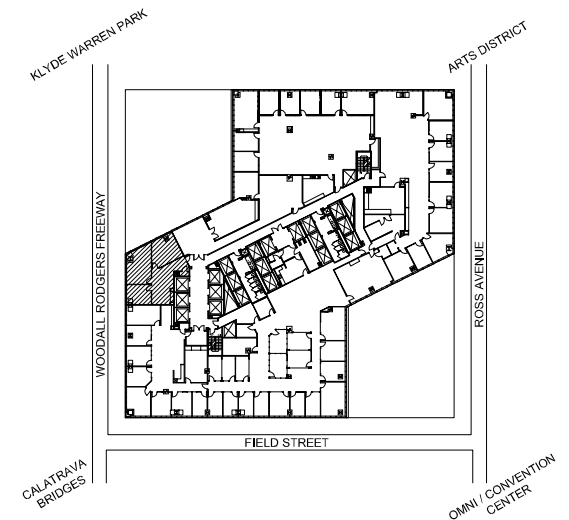 KLYDE WARREN PARK
ARTS DISTRICT
WOODALL RODGERS FREEWAY
ROSS AVENUE
FIELD STREET
CALATRAVA
BRIDGES
OMNI / CONVENTION
CENTER